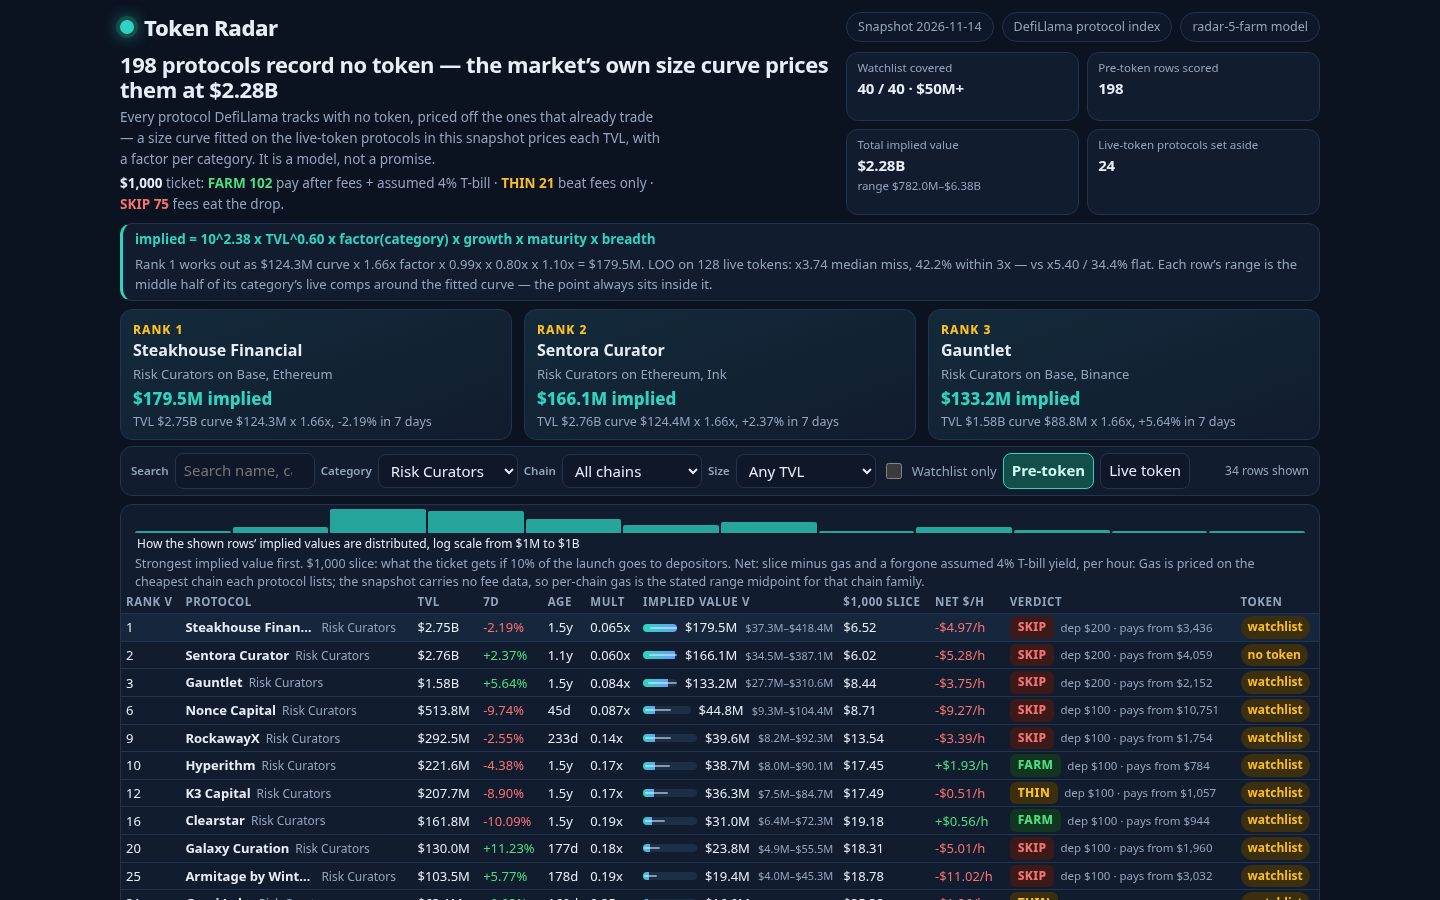 Token Radar
Snapshot 2026-11-14
DefiLlama protocol index
radar-5-farm model
198 protocols record no token — the market’s own size curve prices
them at $2.28B
Every protocol DefiLlama tracks with no token, priced off the ones that already trade
— a size curve fitted on the live-token protocols in this snapshot prices each TVL, with
a factor per category. It is a model, not a promise.
$1,000 ticket: FARM 102 pay after fees + assumed 4% T-bill · THIN 21 beat fees only ·
SKIP 75 fees eat the drop.
Watchlist covered
40 / 40 · $50M+
Pre-token rows scored
198
Total implied value
$2.28B
range $782.0M–$6.38B
Live-token protocols set aside
24
implied = 10^2.38 x TVL^0.60 x factor(category) x growth x maturity x breadth
Rank 1 works out as $124.3M curve x 1.66x factor x 0.99x x 0.80x x 1.10x = $179.5M. LOO on 128 live tokens: x3.74 median miss, 42.2% within 3x — vs x5.40 / 34.4% flat. Each row’s range is the
middle half of its category’s live comps around the fitted curve — the point always sits inside it.
RANK 1
Steakhouse Financial
Risk Curators on Base, Ethereum
$179.5M implied
TVL $2.75B curve $124.3M x 1.66x, -2.19% in 7 days
RANK 2
Sentora Curator
Risk Curators on Ethereum, Ink
$166.1M implied
TVL $2.76B curve $124.4M x 1.66x, +2.37% in 7 days
RANK 3
Gauntlet
Risk Curators on Base, Binance
$133.2M implied
TVL $1.58B curve $88.8M x 1.66x, +5.64% in 7 days
Search Search name, c Category Risk Curators Chain All chains Size Any TVL Watchlist only Pre-token Live token 34 rows shown
How the shown rows’ implied values are distributed, log scale from $1M to $1B
Strongest implied value first. $1,000 slice: what the ticket gets if 10% of the launch goes to depositors. Net: slice minus gas and a forgone assumed 4% T-bill yield, per hour. Gas is priced on the
cheapest chain each protocol lists; the snapshot carries no fee data, so per-chain gas is the stated range midpoint for that chain family.
RANK V PROTOCOL TVL 7D AGE MULT IMPLIED VALUE V $1,000 SLICE NET $/H VERDICT TOKEN
1 Steakhouse Finan… Risk Curators $2.75B -2.19% 1.5y 0.065x $179.5M $37.3M–$418.4M $6.52 -$4.97/h SKIP dep $200 · pays from $3,436 watchlist
2 Sentora Curator Risk Curators $2.76B +2.37% 1.1y 0.060x $166.1M $34.5M–$387.1M $6.02 -$5.28/h SKIP dep $200 · pays from $4,059 no token
3 Gauntlet Risk Curators $1.58B +5.64% 1.5y 0.084x $133.2M $27.7M–$310.6M $8.44 -$3.75/h SKIP dep $200 · pays from $2,152 watchlist
6 Nonce Capital Risk Curators $513.8M -9.74% 45d 0.087x $44.8M $9.3M–$104.4M $8.71 -$9.27/h SKIP dep $100 · pays from $10,751 watchlist
9 RockawayX Risk Curators $292.5M -2.55% 233d 0.14x $39.6M $8.2M–$92.3M $13.54 -$3.39/h SKIP dep $100 · pays from $1,754 watchlist
10 Hyperithm Risk Curators $221.6M -4.38% 1.5y 0.17x $38.7M $8.0M–$90.1M $17.45 +$1.93/h FARM dep $100 · pays from $784 watchlist
12 K3 Capital Risk Curators $207.7M -8.90% 1.5y 0.17x $36.3M $7.5M–$84.7M $17.49 -$0.51/h THIN dep $100 · pays from $1,057 watchlist
16 Clearstar Risk Curators $161.8M -10.09% 1.5y 0.19x $31.0M $6.4M–$72.3M $19.18 +$0.56/h FARM dep $100 · pays from $944 watchlist
20 Galaxy Curation Risk Curators $130.0M +11.23% 177d 0.18x $23.8M $4.9M–$55.5M $18.31 -$5.01/h SKIP dep $100 · pays from $1,960 watchlist
25 Armitage by Wint… Risk Curators $103.5M +5.77% 178d 0.19x $19.4M $4.0M–$45.3M $18.78 -$11.02/h SKIP dep $100 · pays from $3,032 watchlist